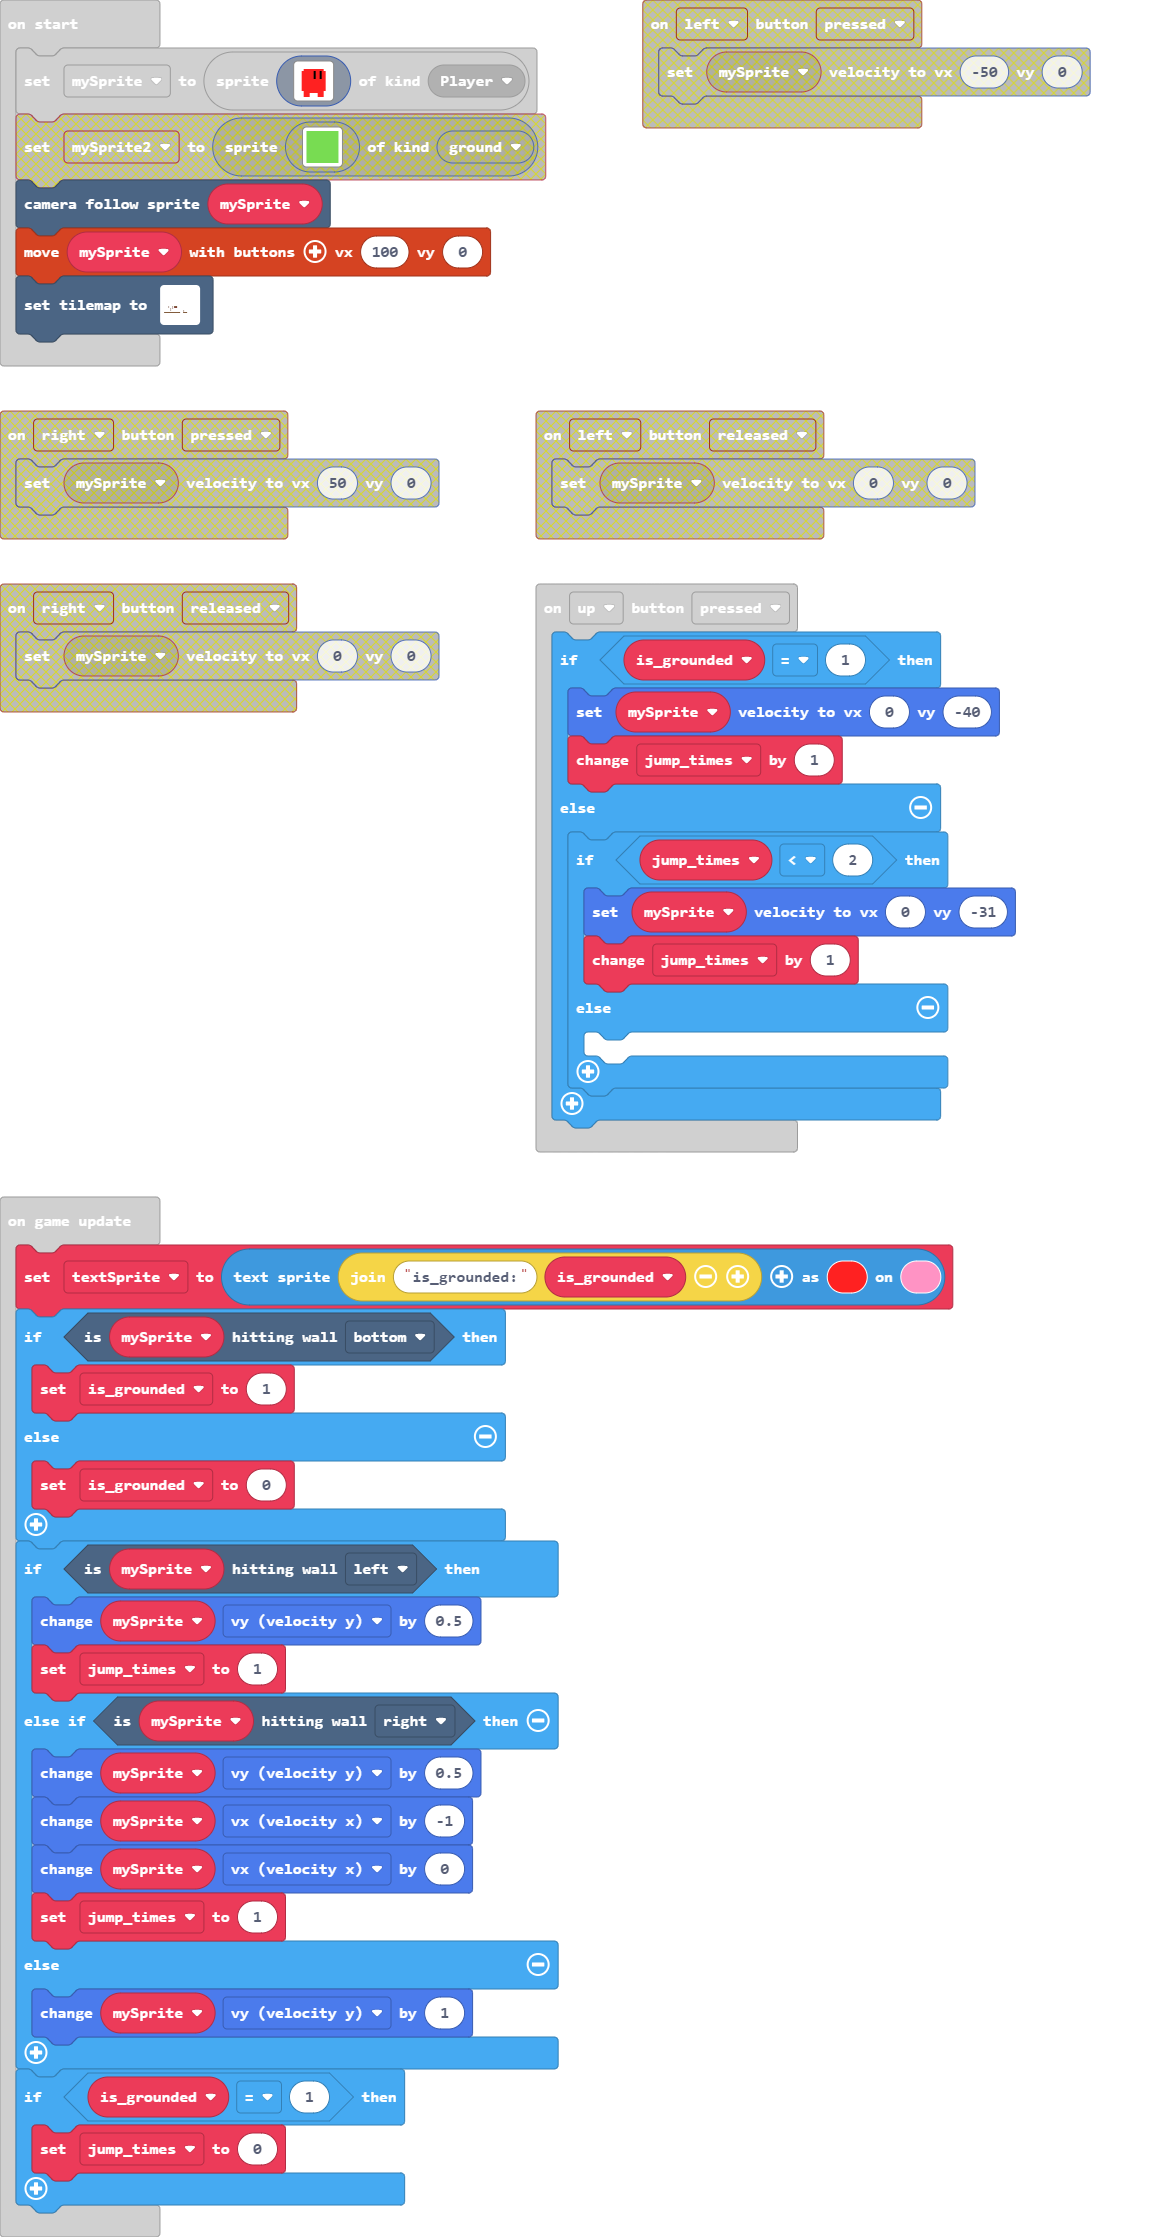 on start
set mySprite to sprite of kind Player
set mySprite2 to sprite of kind ground
camera follow sprite mySprite
move mySprite with buttons vx 100 vy 0
set tilemap to
on left button pressed
set mySprite velocity to vx -50 vy 0
on right button pressed
set mySprite velocity to vx 50 vy 0
on left button released
set mySprite velocity to vx 0 vy 0
on right button released
set mySprite velocity to vx 0 vy 0
on up button pressed
if is_grounded = 1 then
set mySprite velocity to vx 0 vy -40
change jump_times by 1
else
if jump_times < 2 then
set mySprite velocity to vx 0 vy -31
change jump_times by 1
else
on game update
set textSprite to text sprite join "is_grounded:" is_grounded as on
if is mySprite hitting wall bottom then
set is_grounded to 1
else
set is_grounded to 0
if is mySprite hitting wall left then
change mySprite vy (velocity y) by 0.5
set jump_times to 1
else if is mySprite hitting wall right then
change mySprite vy (velocity y) by 0.5
change mySprite vx (velocity x) by -1
change mySprite vx (velocity x) by 0
set jump_times to 1
else
change mySprite vy (velocity y) by 1
if is_grounded = 1 then
set jump_times to 0